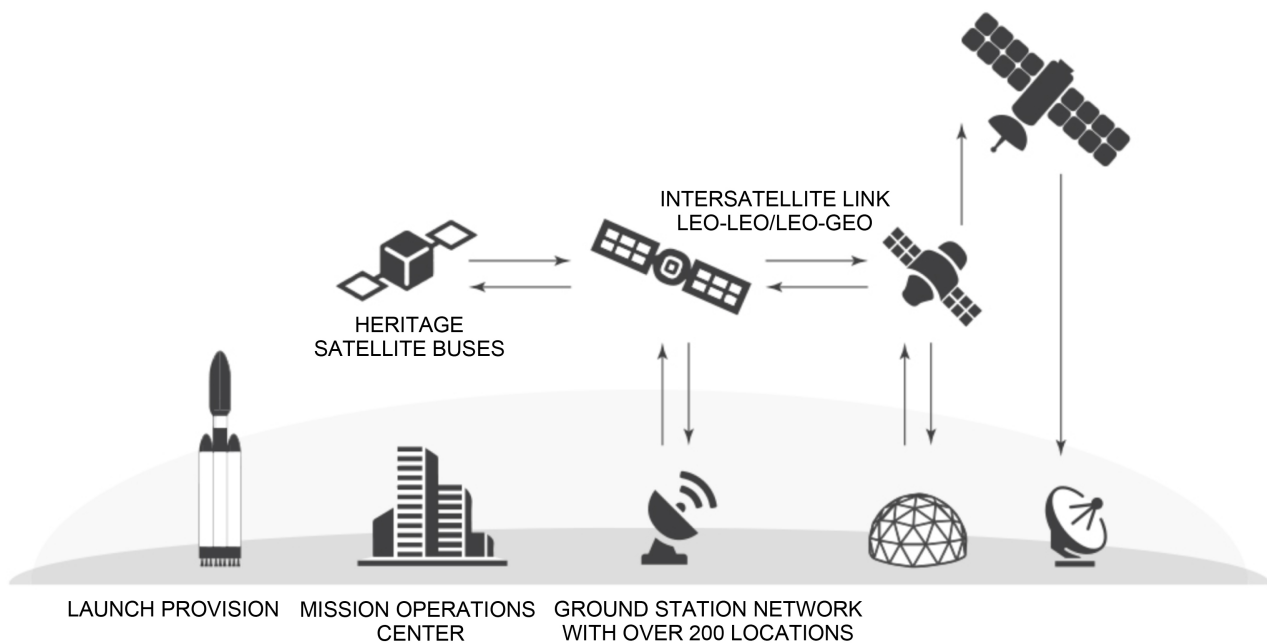 INTERSATELLITE LINK
LEO-LEO/LEO-GEO
HERITAGE
SATELLITE BUSES
LAUNCH PROVISION
MISSION OPERATIONS
CENTER
GROUND STATION NETWORK
WITH OVER 200 LOCATIONS